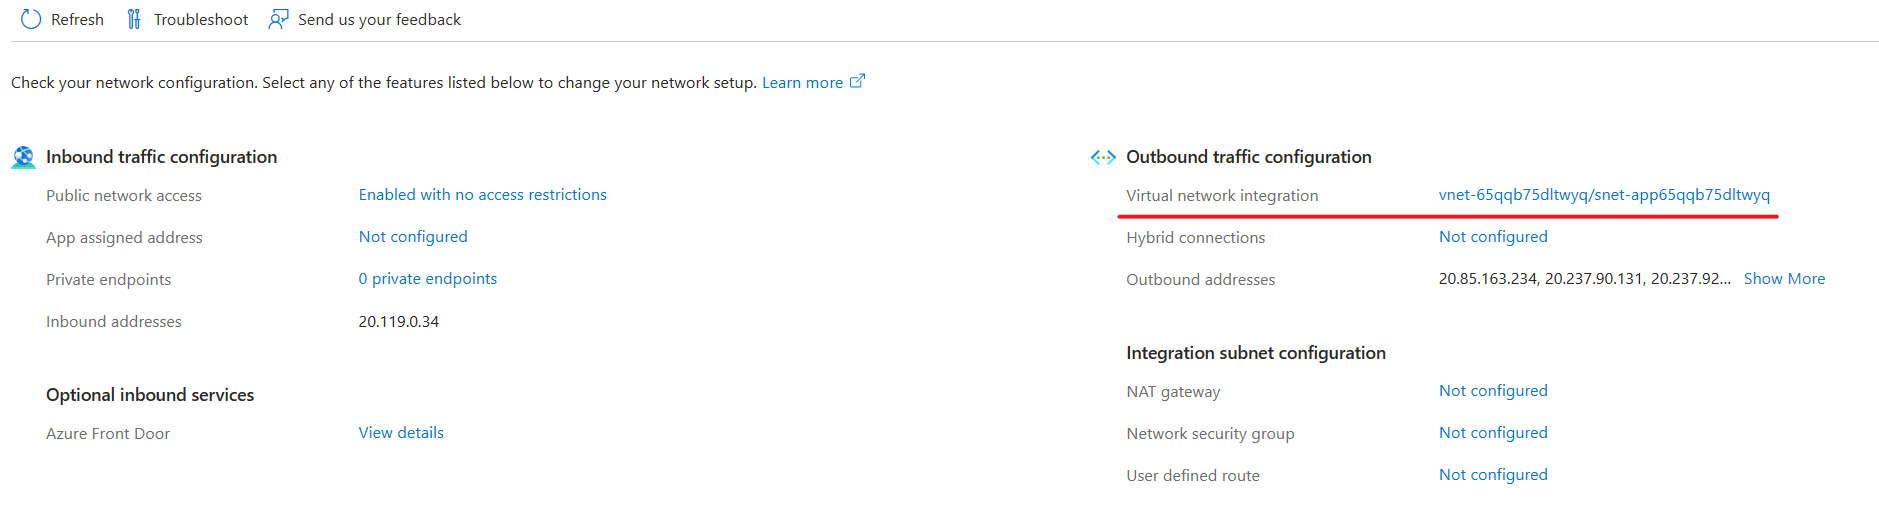 Refresh Troubleshoot Send us your feedback
Check your network configuration. Select any of the features listed below to change your network setup. Learn more
Inbound traffic configuration
Public network access Enabled with no access restrictions
App assigned address Not configured
Private endpoints 0 private endpoints
Inbound addresses 20.119.0.34
Optional inbound services
Azure Front Door View details
Outbound traffic configuration
Virtual network integration vnet-65qqb75dltwyq/snet-app65qqb75dltwyq
Hybrid connections Not configured
Outbound addresses 20.85.163.234, 20.237.90.131, 20.237.92... Show More
Integration subnet configuration
NAT gateway Not configured
Network security group Not configured
User defined route Not configured